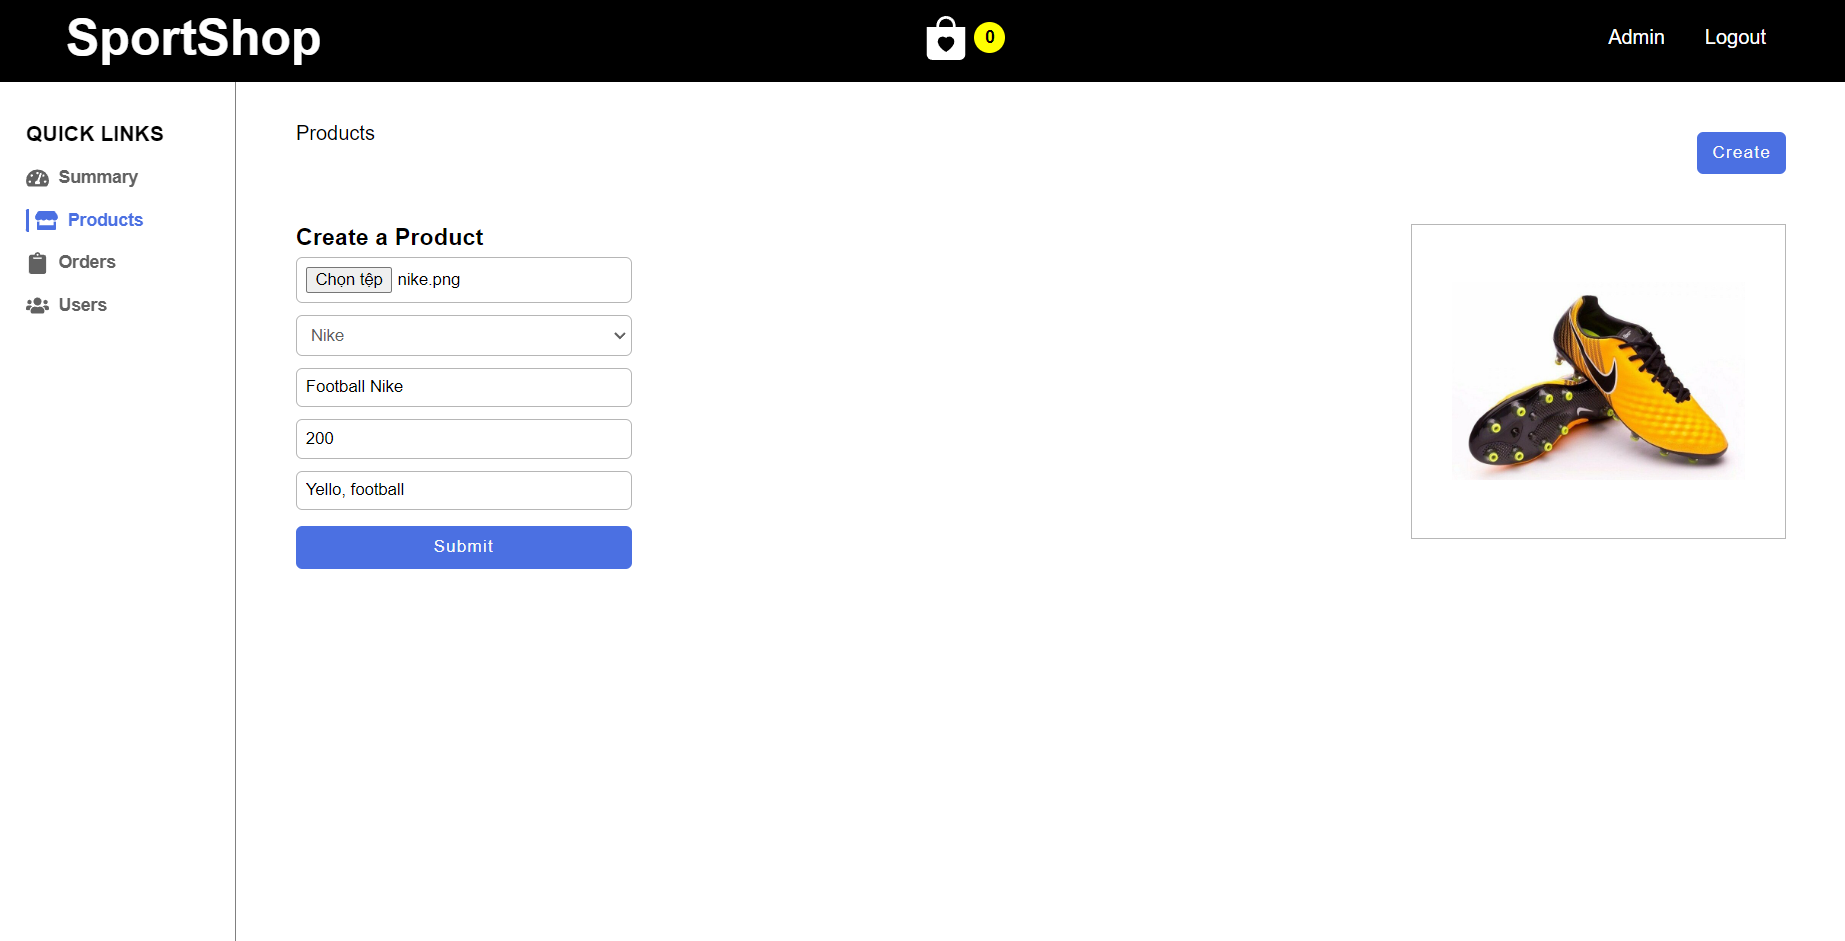 SportShop
0
Admin
Logout
QUICK LINKS
Summary
Products
Orders
Users
Products
Create
Create a Product
Chọn tệp nike.png
Nike
Football Nike
200
Yello, football
Submit